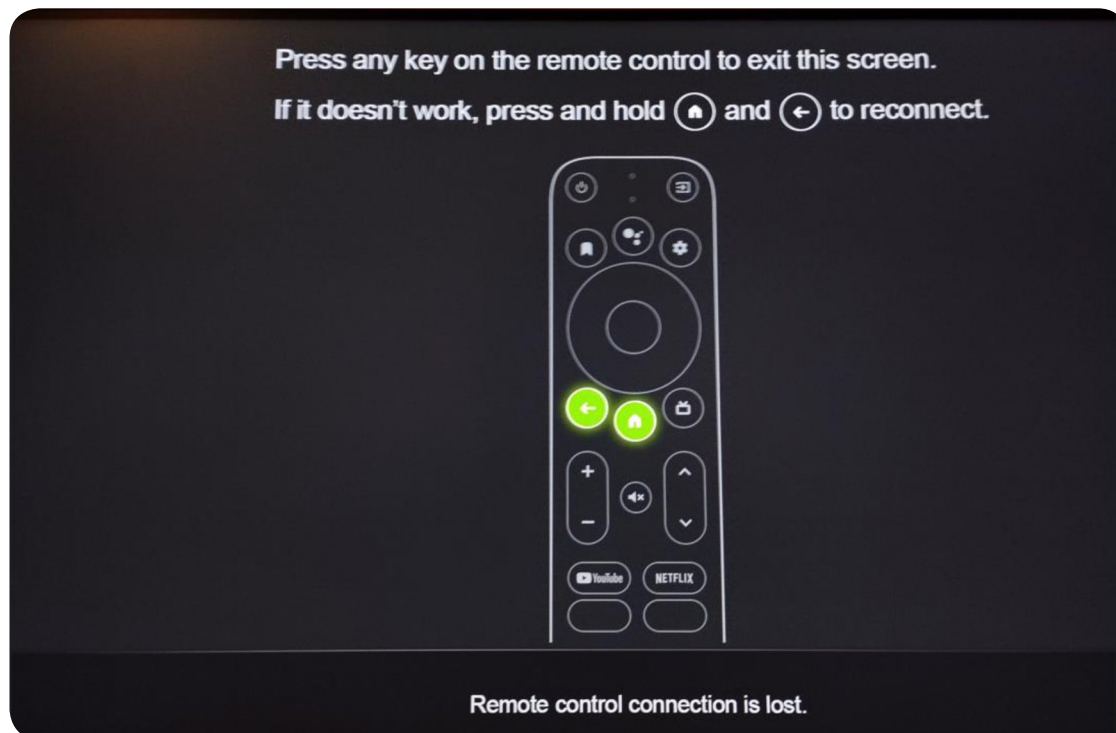 Press any key on the remote control to exit this screen.
If it doesn't work, press and hold and to reconnect.
YouTube NETFLIX
Remote control connection is lost.